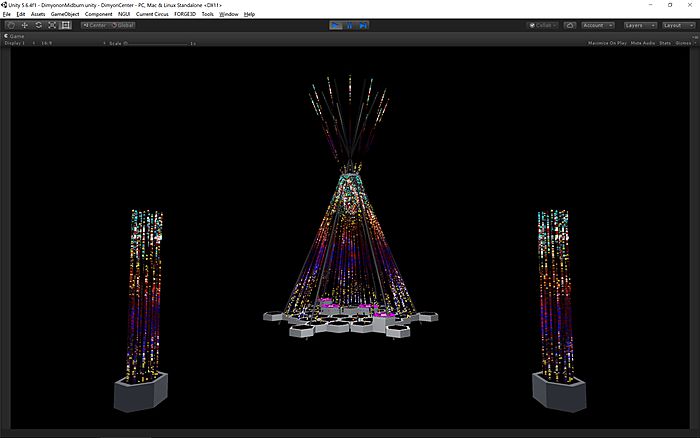 Unity 5.6.4f1 - DimyononMidburn.unity - DimyonCenter - PC, Mac & Linux Standalone <DX11>
File Edit Assets GameObject Component NGUI Current Circus FORGE3D Tools Window Help
Center Global Collab Account Layers Layout
Game
Display 1 16:9 Scale 1x Maximize On Play Mute Audio Stats Gizmos